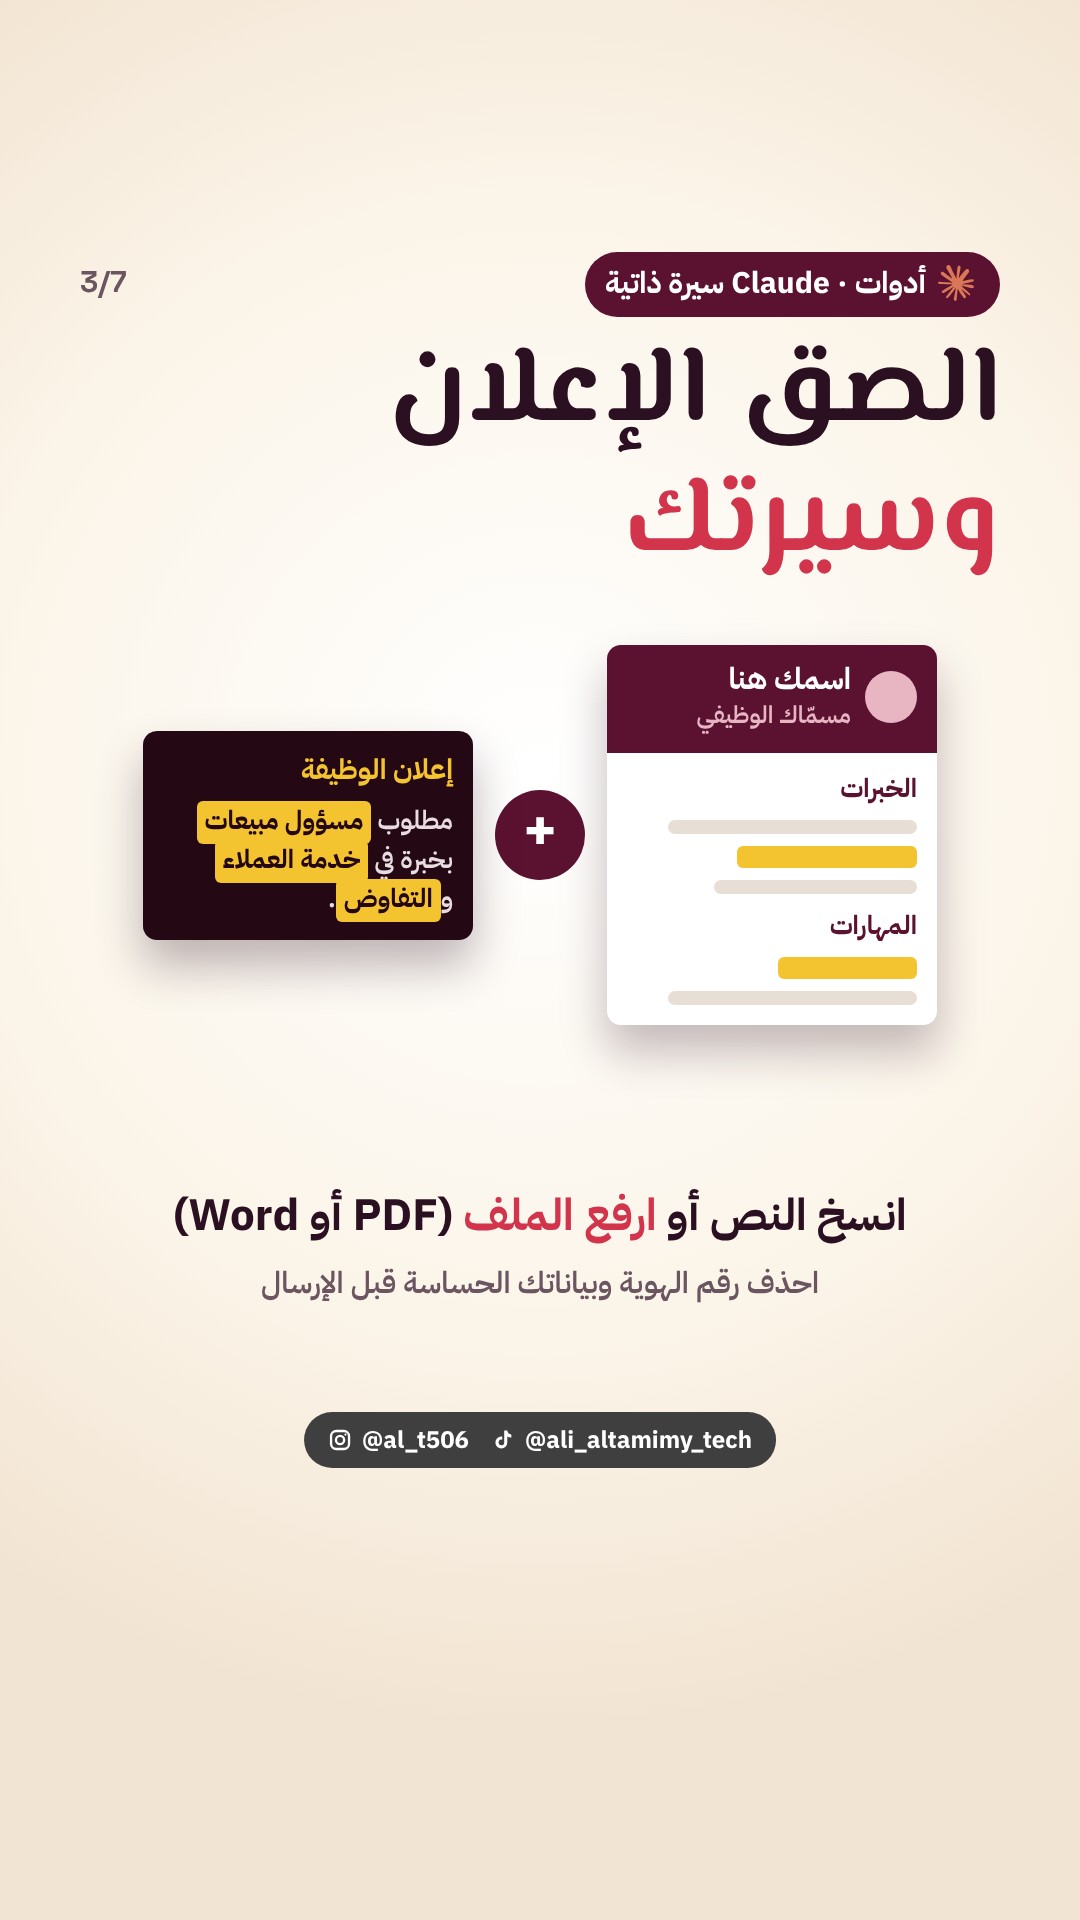 أدوات · Claude سيرة ذاتية
3/7
الصق الإعلان
وسيرتك
اسمك هنا
مسمّاك الوظيفي
الخبرات
المهارات
+
إعلان الوظيفة
مطلوب مسؤول مبيعات
بخبرة في خدمة العملاء
والتفاوض.
انسخ النص أو ارفع الملف (PDF أو Word)
احذف رقم الهوية وبياناتك الحساسة قبل الإرسال
@al_t506 @ali_altamimy_tech